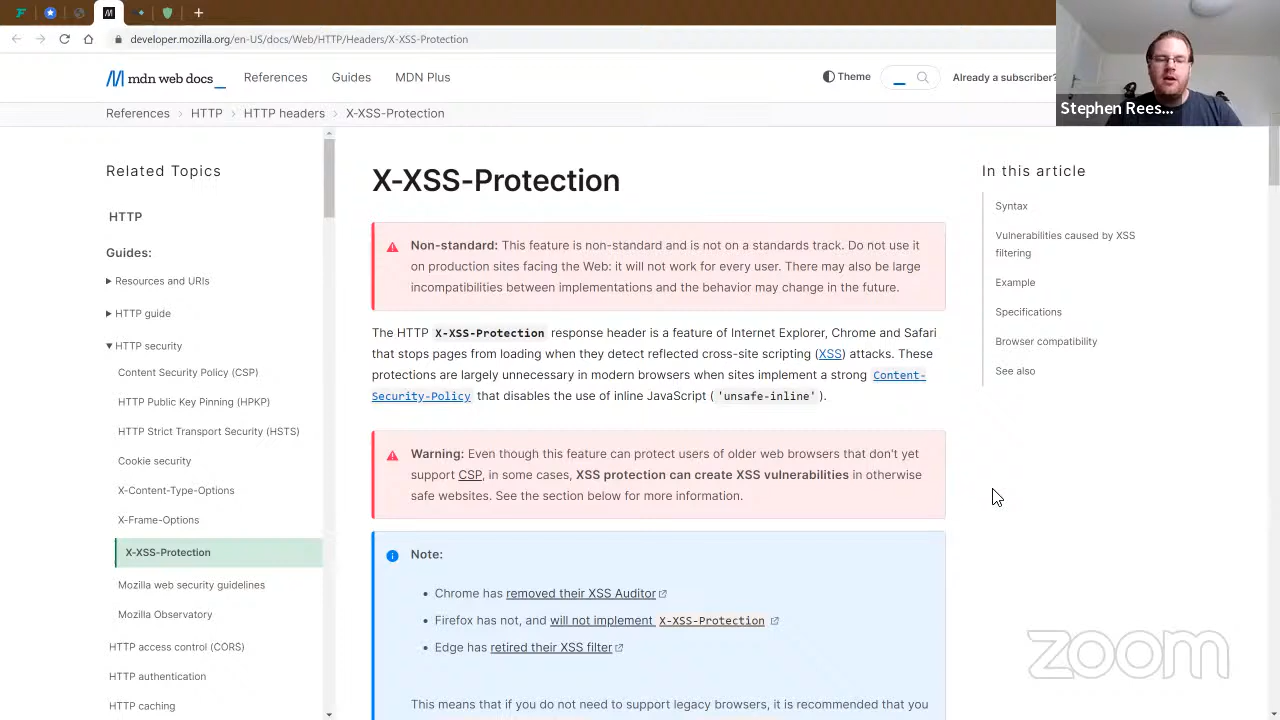 developer.mozilla.org/en-US/docs/Web/HTTP/Headers/X-XSS-Protection
mdn web docs_
References
Guides
MDN Plus
Theme
Already a subscriber?
Stephen Rees...
References > HTTP > HTTP headers > X-XSS-Protection
Related Topics
HTTP
Guides:
Resources and URIs
HTTP guide
HTTP security
Content Security Policy (CSP)
HTTP Public Key Pinning (HPKP)
HTTP Strict Transport Security (HSTS)
Cookie security
X-Content-Type-Options
X-Frame-Options
X-XSS-Protection
Mozilla web security guidelines
Mozilla Observatory
HTTP access control (CORS)
HTTP authentication
HTTP caching
X-XSS-Protection
Non-standard: This feature is non-standard and is not on a standards track. Do not use it
on production sites facing the Web: it will not work for every user. There may also be large
incompatibilities between implementations and the behavior may change in the future.
The HTTP X-XSS-Protection response header is a feature of Internet Explorer, Chrome and Safari
that stops pages from loading when they detect reflected cross-site scripting (XSS) attacks. These
protections are largely unnecessary in modern browsers when sites implement a strong Content-
Security-Policy that disables the use of inline JavaScript ('unsafe-inline').
Warning: Even though this feature can protect users of older web browsers that don't yet
support CSP, in some cases, XSS protection can create XSS vulnerabilities in otherwise
safe websites. See the section below for more information.
Note:
• Chrome has removed their XSS Auditor
• Firefox has not, and will not implement X-XSS-Protection
• Edge has retired their XSS filter
This means that if you do not need to support legacy browsers, it is recommended that you
In this article
Syntax
Vulnerabilities caused by XSS
filtering
Example
Specifications
Browser compatibility
See also
zoom